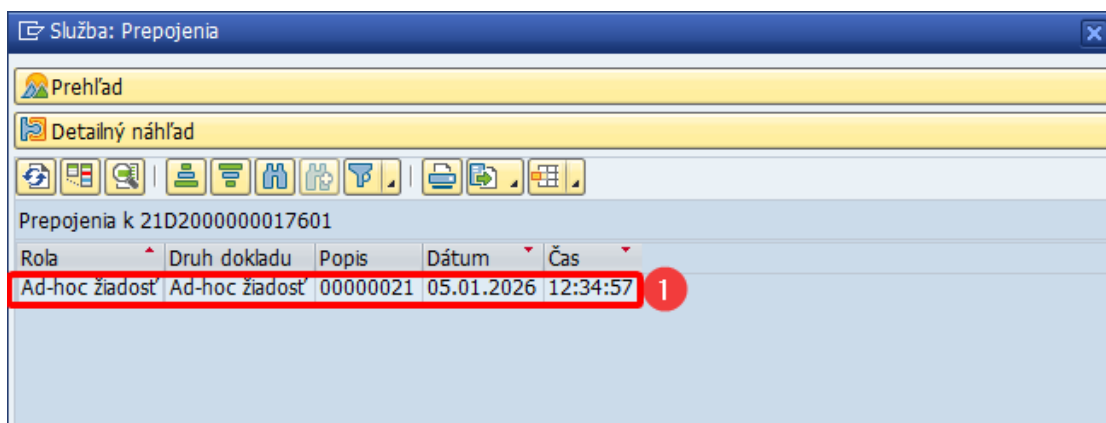 Služba: Prepojenia
Prehľad
Detailný náhľad
Prepojenia k 21D2000000017601
Rola Druh dokladu Popis Dátum Čas
Ad-hoc žiadosť Ad-hoc žiadosť 00000021 05.01.2026 12:34:57 1